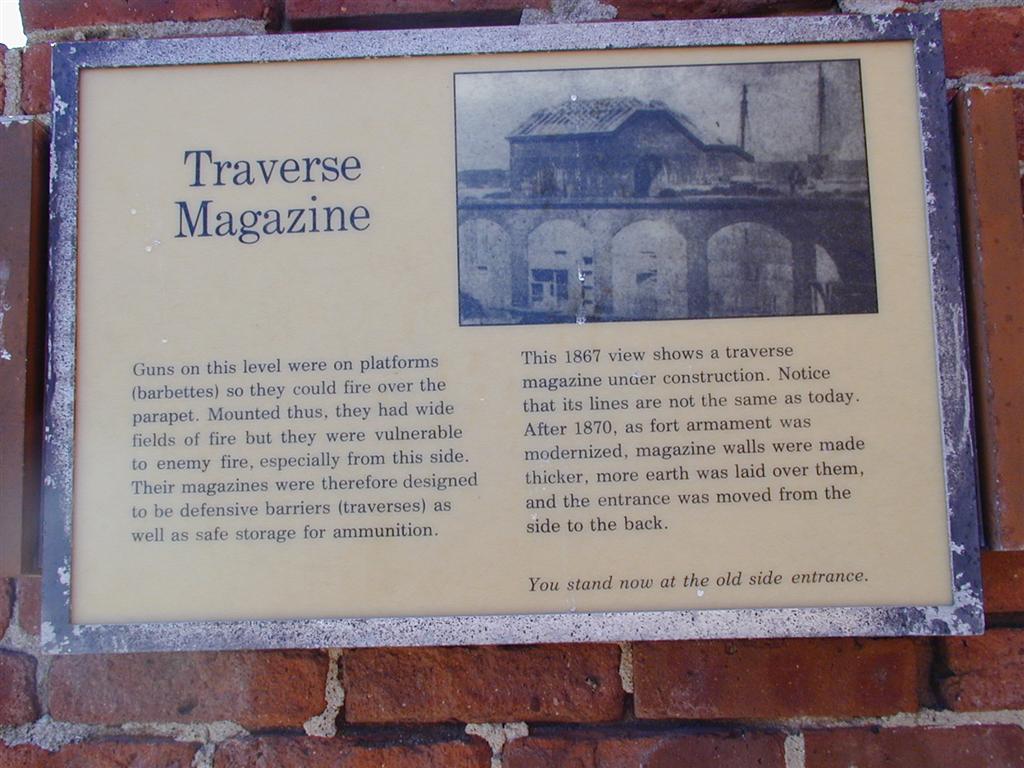 Traverse
Magazine
Guns on this level were on platforms
(barbettes) so they could fire over the
parapet. Mounted thus, they had wide
fields of fire but they were vulnerable
to enemy fire, especially from this side.
Their magazines were therefore designed
to be defensive barriers (traverses) as
well as safe storage for ammunition.
This 1867 view shows a traverse
magazine under construction. Notice
that its lines are not the same as today.
After 1870, as fort armament was
modernized, magazine walls were made
thicker, more earth was laid over them,
and the entrance was moved from the
side to the back.
You stand now at the old side entrance.